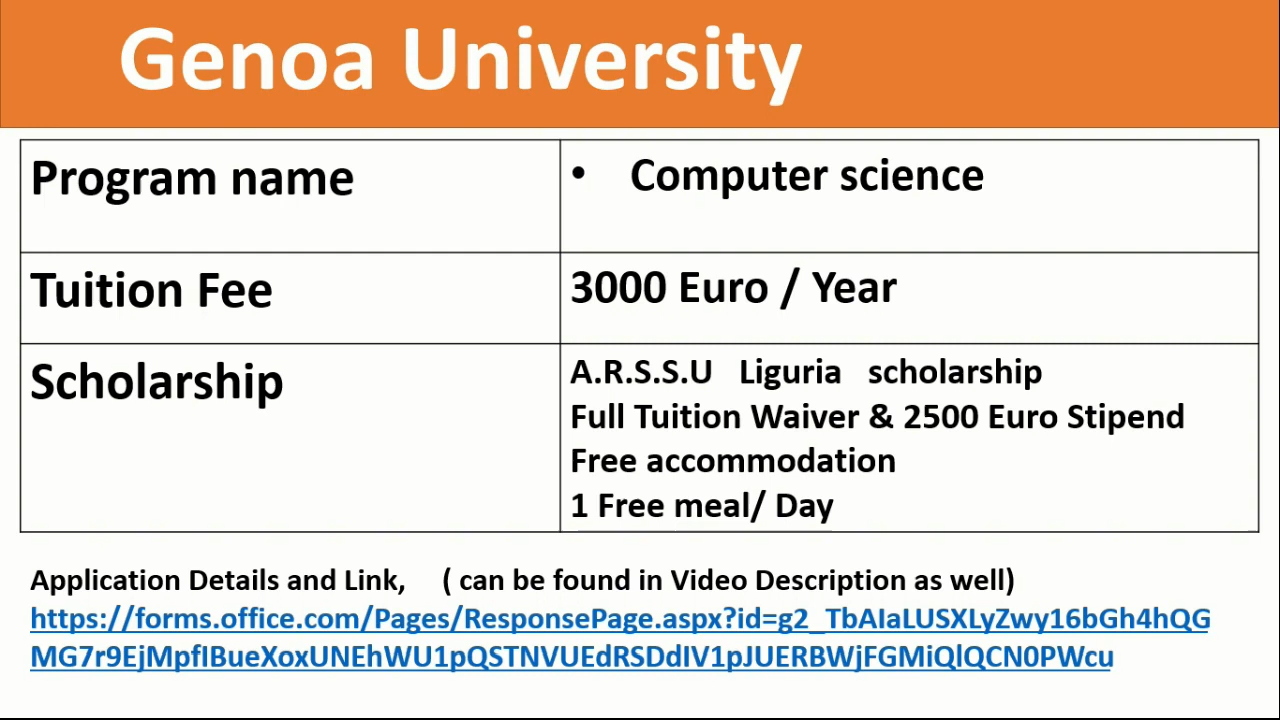 Genoa University
Program name
• Computer science
Tuition Fee
3000 Euro / Year
Scholarship
A.R.S.S.U Liguria scholarship
Full Tuition Waiver & 2500 Euro Stipend
Free accommodation
1 Free meal/ Day
Application Details and Link, ( can be found in Video Description as well)
https://forms.office.com/Pages/ResponsePage.aspx?id=g2_TbAIaLUSXLyZwy16bGh4hQG
MG7r9EjMpfIBueXoxUNEhWU1pQSTNVUEdRSDdIV1pJUERBWjFGMiQlQCN0PWcu